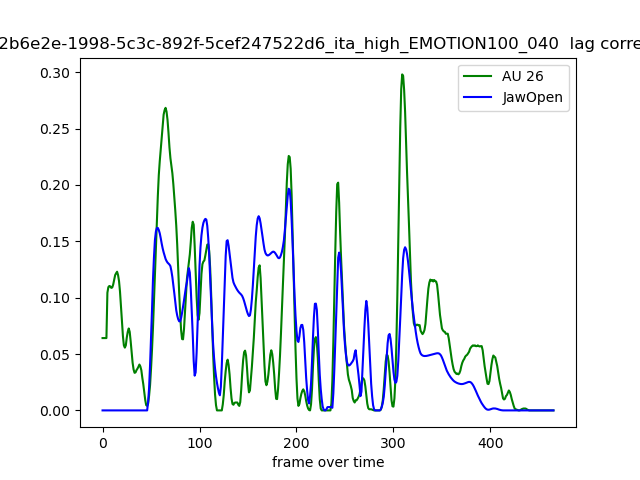 2b6e2e-1998-5c3c-892f-5cef247522d6_ita_high_EMOTION100_040 lag corre
0.30
0.25
0.20
0.15
0.10
0.05
0.00
AU 26
JawOpen
0 100 200 300 400
frame over time